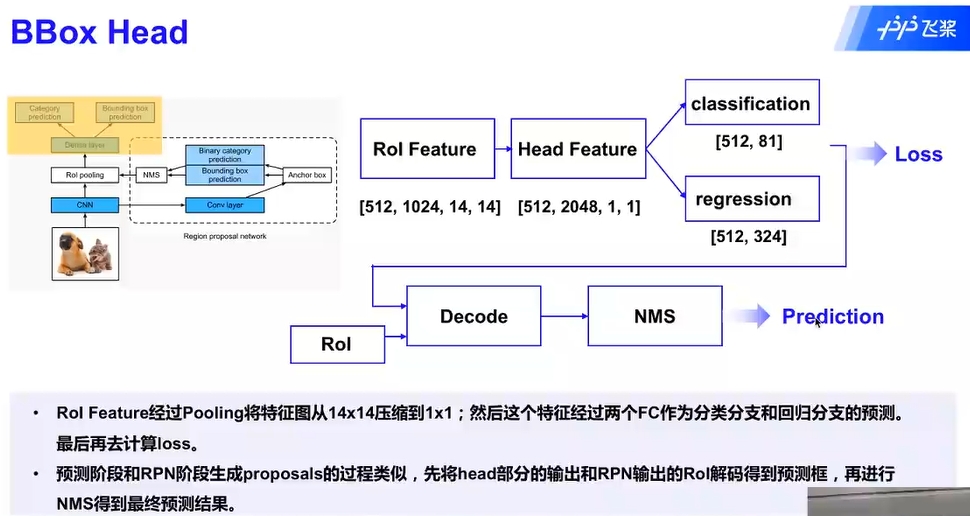 BBox Head
飞桨
Category
prediction
Bounding box
prediction
Dense layer
RoI pooling
NMS
Binary category
prediction
Bounding box
prediction
Anchor box
CNN
Conv layer
Region proposal network
RoI Feature
Head Feature
classification
[512, 81]
Loss
regression
[512, 1024, 14, 14]
[512, 2048, 1, 1]
[512, 324]
RoI
Decode
NMS
Prediction
• RoI Feature经过Pooling将特征图从14x14压缩到1x1；然后这个特征经过两个FC作为分类分支和回归分支的预测。
最后再去计算loss。
• 预测阶段和RPN阶段生成proposals的过程类似，先将head部分的输出和RPN输出的RoI解码得到预测框，再进行
NMS得到最终预测结果。